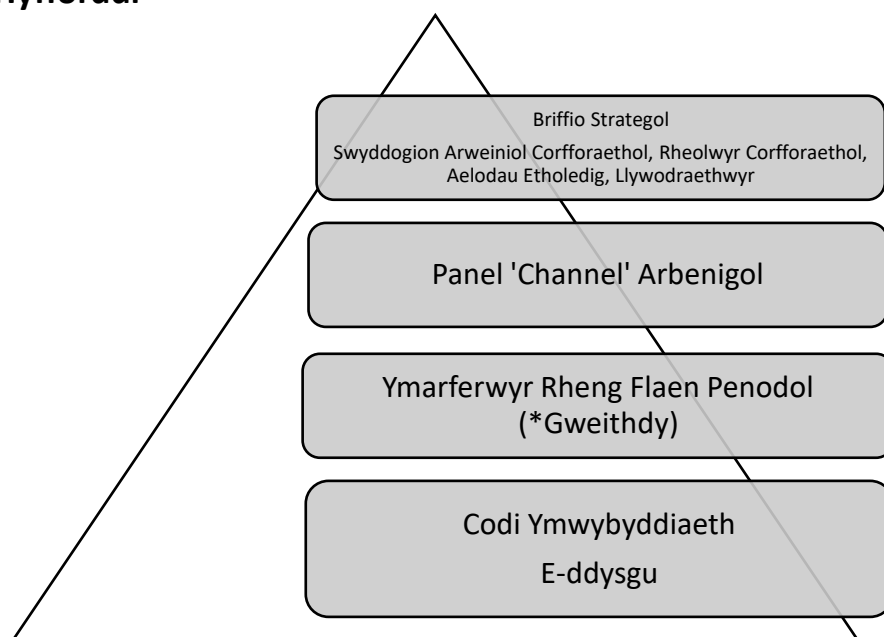 Briffio Strategol
Swyddogion Arweiniol Corfforaethol, Rheolwyr Corfforaethol,
Aelodau Etholedig, Llywodraethwyr
Panel 'Channel' Arbenigol
Ymarferwyr Rheng Flaen Penodol
(*Gweithdy)
Codi Ymwybyddiaeth
E-ddysgu